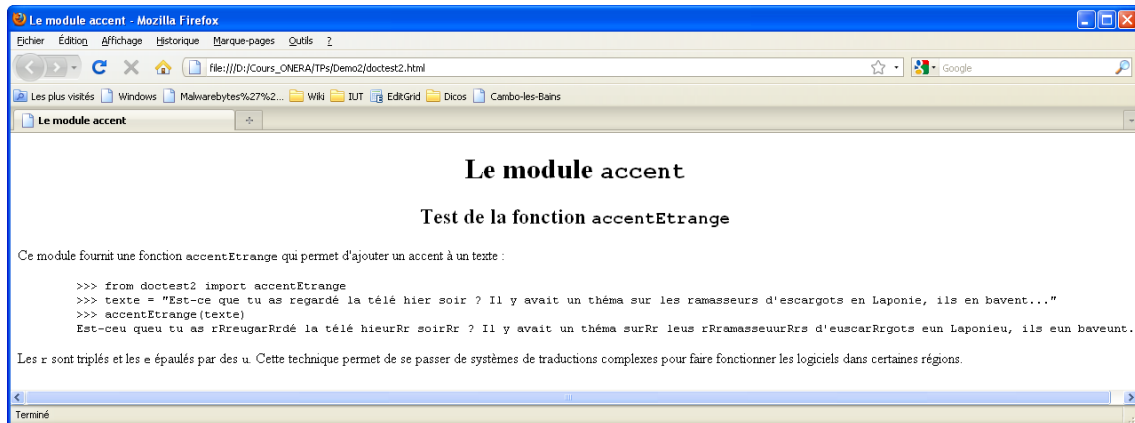 Le module accent - Mozilla Firefox
Fichier Édition Affichage Historique Marque-pages Outils ?
file:///D:/Cours_ONERA/TPs/Demo2/doctest2.html Google
Les plus visités Windows Malwarebytes%27%2... Wiki IUT EditGrid Dicos Cambo-les-Bains
Le module accent
Le module accent
Test de la fonction accentEtrange
Ce module fournit une fonction accentEtrange qui permet d'ajouter un accent à un texte :
>>> from doctest2 import accentEtrange
>>> texte = "Est-ce que tu as regardé la télé hier soir ? Il y avait un théma sur les ramasseurs d'escargots en Laponie, ils en bavent..."
>>> accentEtrange(texte)
Est-ceu queu tu as rRreugarRrdé la télé hieurRr soirRr ? Il y avait un théma surRr leus rRramasseuurRrs d'euscarRrgots eun Laponieu, ils eun baveunt.
Les r sont triplés et les e épaulés par des u. Cette technique permet de se passer de systèmes de traductions complexes pour faire fonctionner les logiciels dans certaines régions.
Terminé